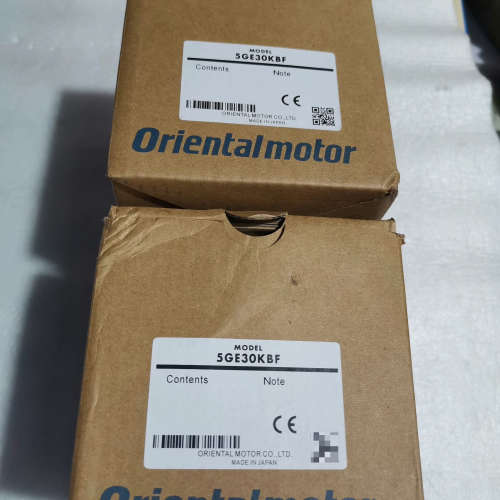 MODEL
5GE30KBF
Contents Note
CE
ORIENTAL MOTOR CO.,LTD.
MADE IN JAPAN
Orientalmotor
MODEL
5GE30KBF
Contents Note
CE
ORIENTAL MOTOR CO.,LTD.
MADE IN JAPAN
Orientalmotor